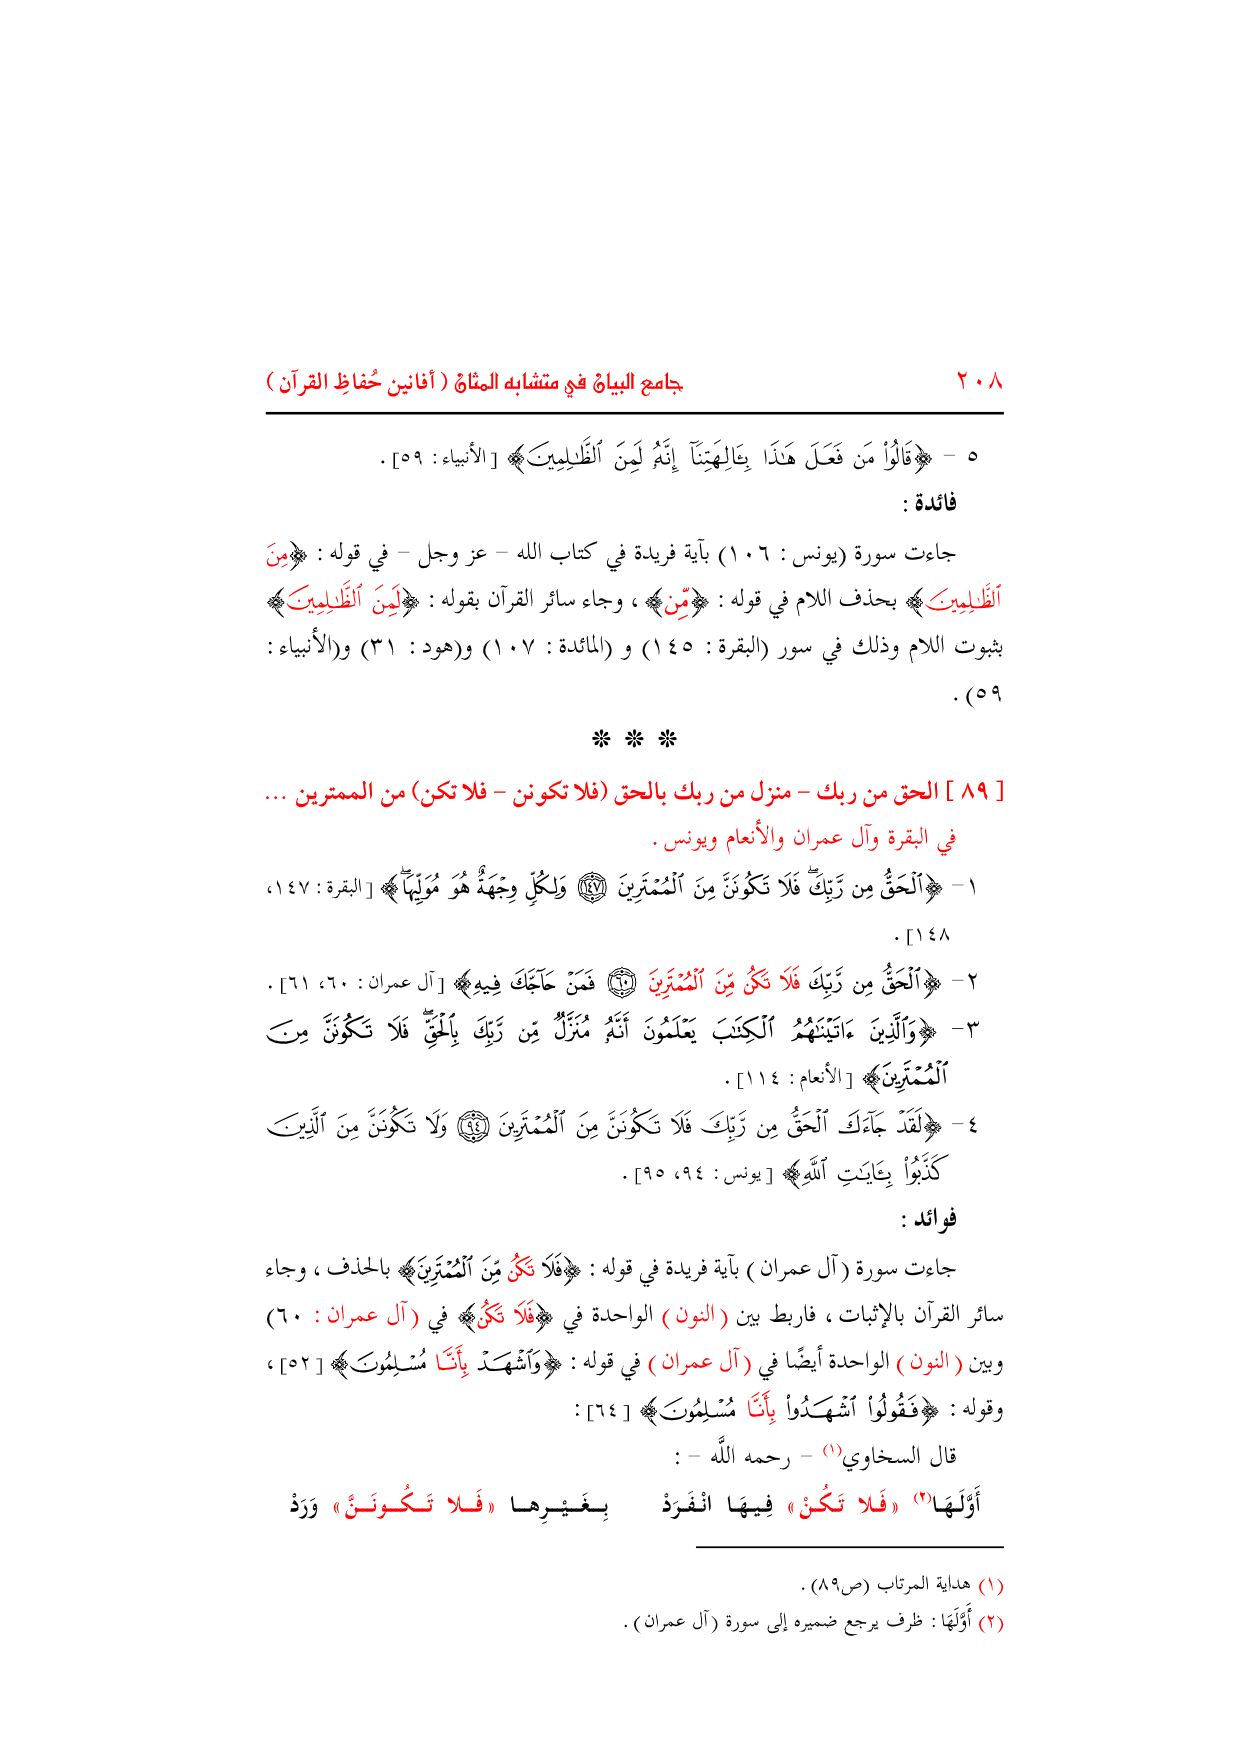 ٢٠٨ جامع البيان في متشابه المثان ( أفانين حُفاظِ القرآن )
٥ - ﴿قَالُواْ مَن فَعَلَ هَٰذَا بِـَٔالِهَتِنَآ إِنَّهُۥ لَمِنَ ٱلظَّٰلِمِينَ﴾ [الأنبياء: ٥٩] .
فائدة :
جاءت سورة (يونس : ١٠٦) بآية فريدة في كتاب الله – عز وجل – في قوله : ﴿مِنَ
ٱلظَّٰلِمِينَ﴾ بحذف اللام في قوله : ﴿مِّن﴾ ، وجاء سائر القرآن بقوله : ﴿لَمِنَ ٱلظَّٰلِمِينَ﴾
بثبوت اللام وذلك في سور (البقرة : ١٤٥) و (المائدة : ١٠٧) و(هود : ٣١) و(الأنبياء :
٥٩) .
❊ ❊ ❊
[ ٨٩ ] الحق من ربك – منزل من ربك بالحق (فلا تكونن – فلا تكن) من الممترين ...
في البقرة وآل عمران والأنعام ويونس .
١- ﴿ٱلْحَقُّ مِن رَّبِّكَۖ فَلَا تَكُونَنَّ مِنَ ٱلْمُمْتَرِينَ ١٤٧ وَلِكُلٍّ وِجْهَةٌ هُوَ مُوَلِّيهَاۖ﴾ [البقرة : ١٤٧،
١٤٨] .
٢- ﴿ٱلْحَقُّ مِن رَّبِّكَ فَلَا تَكُن مِّنَ ٱلْمُمْتَرِينَ ٦٠ فَمَنْ حَآجَّكَ فِيهِ﴾ [آل عمران : ٦٠، ٦١] .
٣- ﴿وَٱلَّذِينَ ءَاتَيْنَٰهُمُ ٱلْكِتَٰبَ يَعْلَمُونَ أَنَّهُۥ مُنَزَّلٌ مِّن رَّبِّكَ بِٱلْحَقِّۖ فَلَا تَكُونَنَّ مِنَ
ٱلْمُمْتَرِينَ﴾ [الأنعام : ١١٤] .
٤- ﴿لَقَدْ جَآءَكَ ٱلْحَقُّ مِن رَّبِّكَ فَلَا تَكُونَنَّ مِنَ ٱلْمُمْتَرِينَ ٩٤ وَلَا تَكُونَنَّ مِنَ ٱلَّذِينَ
كَذَّبُواْ بِـَٔايَٰتِ ٱللَّهِ﴾ [يونس : ٩٤، ٩٥] .
فوائد :
جاءت سورة (آل عمران) بآية فريدة في قوله : ﴿فَلَا تَكُن مِّنَ ٱلْمُمْتَرِينَ﴾ بالحذف ، وجاء
سائر القرآن بالإثبات ، فاربط بين (النون) الواحدة في ﴿فَلَا تَكُن﴾ في (آل عمران : ٦٠)
وبين (النون) الواحدة أيضًا في (آل عمران) في قوله : ﴿وَٱشْهَدْ بِأَنَّا مُسْلِمُونَ﴾ [٥٢] ،
وقوله : ﴿فَقُولُواْ ٱشْهَدُواْ بِأَنَّا مُسْلِمُونَ﴾ [٦٤] :
قال السخاوي(١) – رحمه اللَّه – :
أَوَّلَهَا(٢) «فَلا تَكُنْ» فِيهَا انْفَرَدْ بِغَيْرِها «فَلا تَكُونَنَّ» وَرَدْ
(١) هداية المرتاب (ص٨٩) .
(٢) أَوَّلَهَا : ظرف يرجع ضميره إلى سورة (آل عمران) .